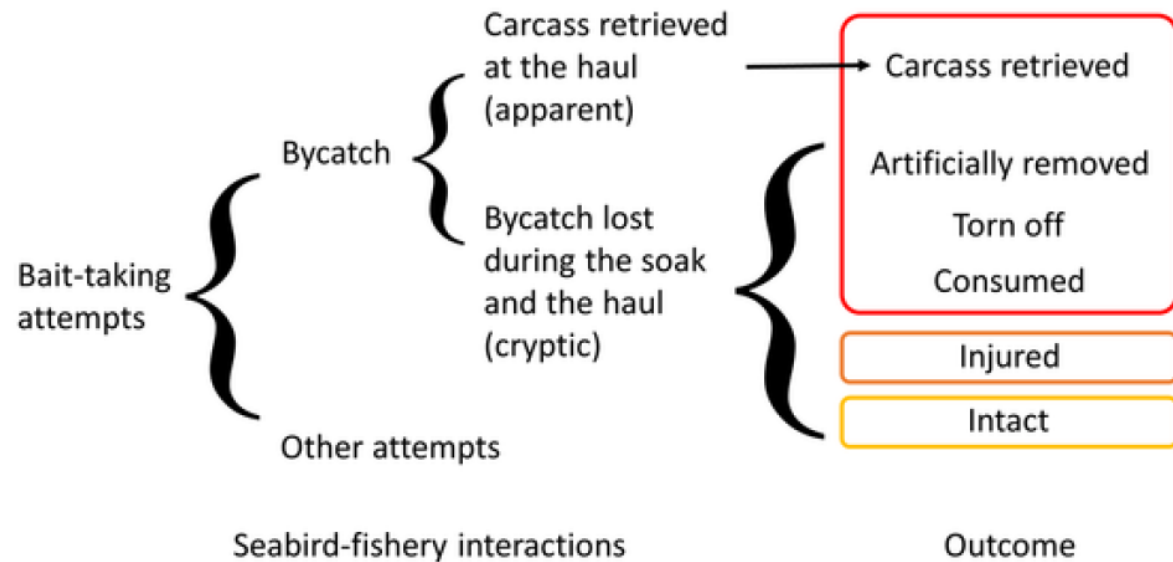 Bait-taking
attempts
Bycatch
Other attempts
Carcass retrieved
at the haul
(apparent)
Bycatch lost
during the soak
and the haul
(cryptic)
Carcass retrieved
Artificially removed
Torn off
Consumed
Injured
Intact
Seabird-fishery interactions
Outcome